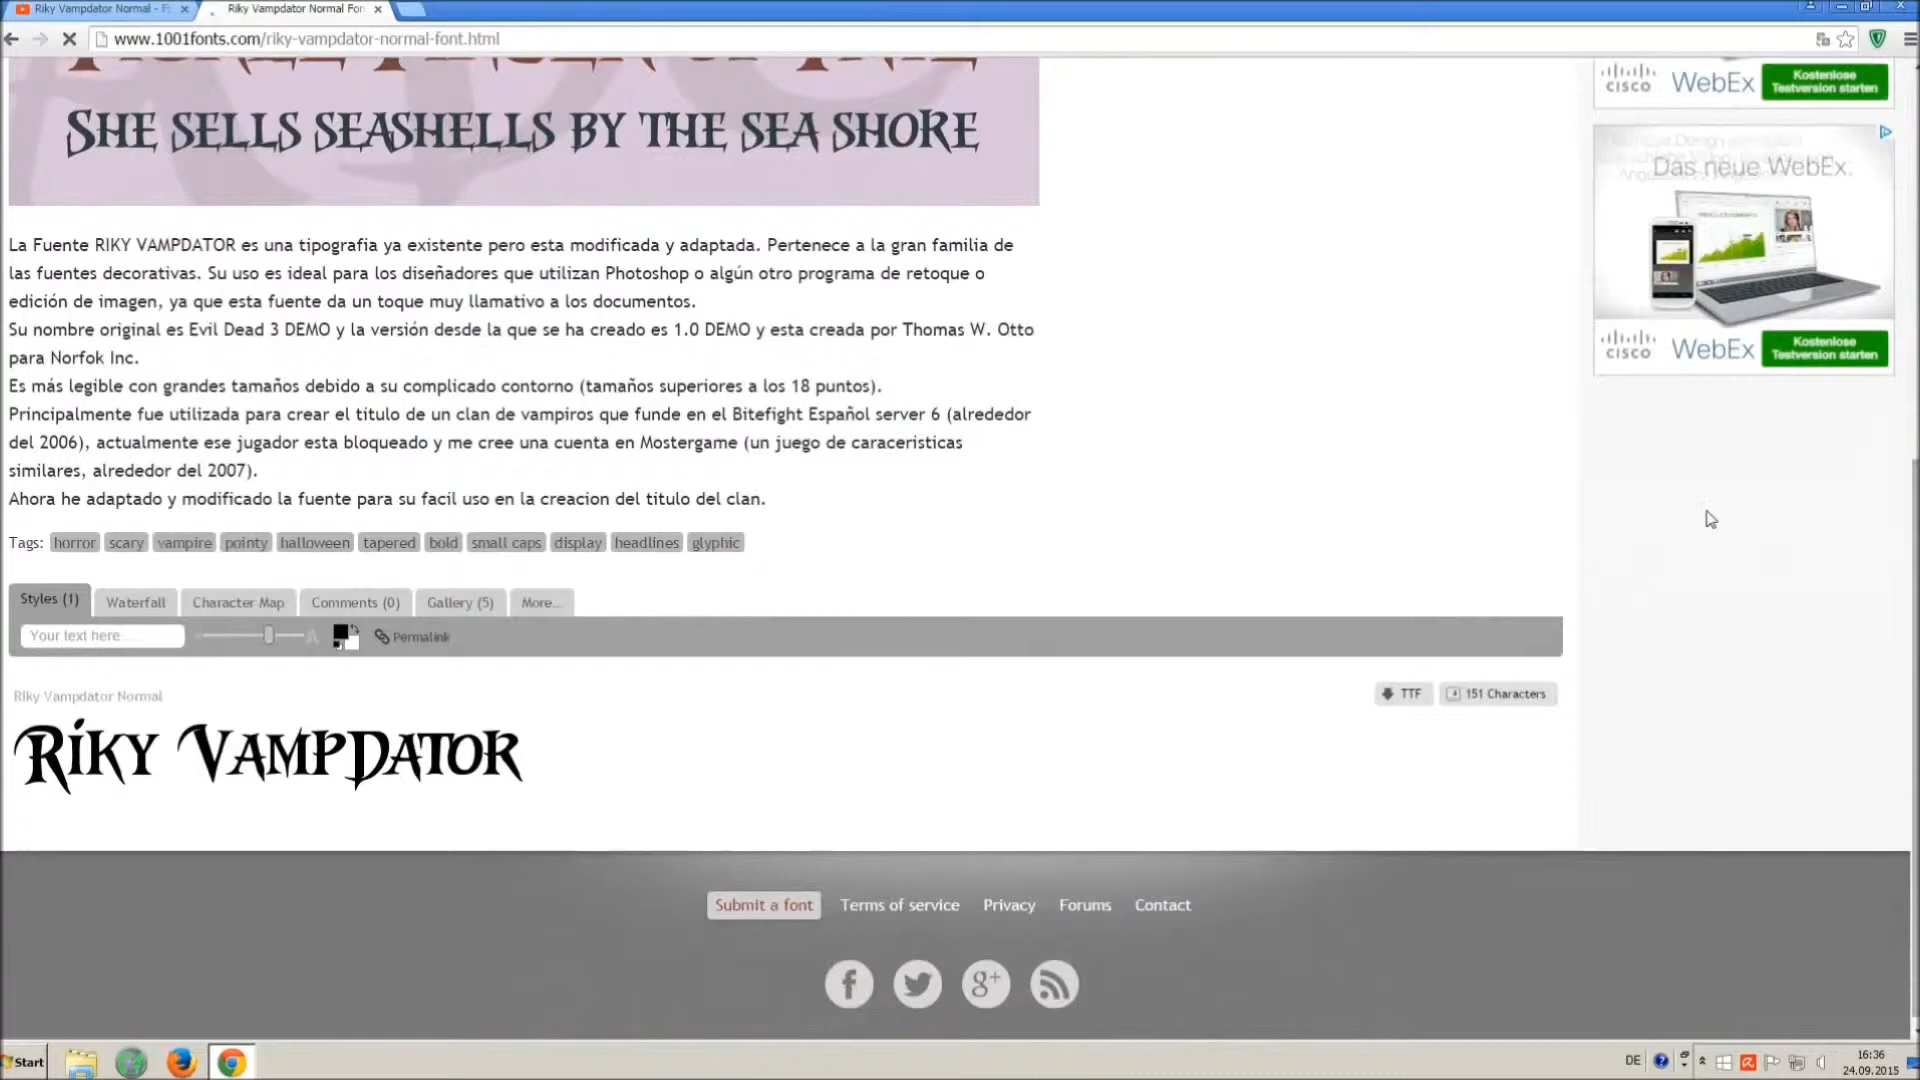 Riky Vampdator Normal - F
Riky Vampdator Normal Fon
www.1001fonts.com/riky-vampdator-normal-font.html
She sells seashells by the sea shore
La Fuente RIKY VAMPDATOR es una tipografia ya existente pero esta modificada y adaptada. Pertenece a la gran familia de
las fuentes decorativas. Su uso es ideal para los diseñadores que utilizan Photoshop o algún otro programa de retoque o
edición de imagen, ya que esta fuente da un toque muy llamativo a los documentos.
Su nombre original es Evil Dead 3 DEMO y la versión desde la que se ha creado es 1.0 DEMO y esta creada por Thomas W. Otto
para Norfok Inc.
Es más legible con grandes tamaños debido a su complicado contorno (tamaños superiores a los 18 puntos).
Principalmente fue utilizada para crear el titulo de un clan de vampiros que funde en el Bitefight Español server 6 (alrededor
del 2006), actualmente ese jugador esta bloqueado y me cree una cuenta en Mostergame (un juego de caraceristicas
similares, alrededor del 2007).
Ahora he adaptado y modificado la fuente para su facil uso en la creacion del titulo del clan.
Tags: horror scary vampire pointy halloween tapered bold small caps display headlines glyphic
Styles (1) Waterfall Character Map Comments (0) Gallery (5) More...
Your text here... Permalink
Riky Vampdator Normal
TTF 151 Characters
Riky VampDator
CISCO WebEx Kostenlose
Testversion starten
Das neue WebEx.
CISCO WebEx Kostenlose
Testversion starten
Submit a font Terms of service Privacy Forums Contact
Start
DE
16:36
24.09.2015